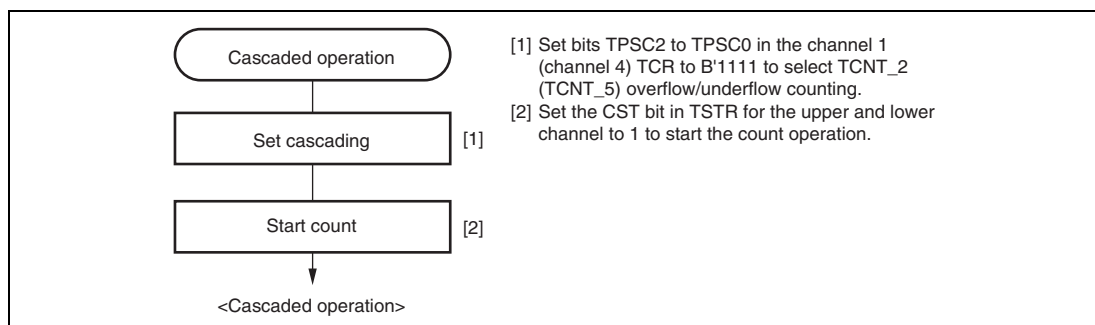 Cascaded operation
Set cascading
[1]
Start count
[2]
<Cascaded operation>
[1] Set bits TPSC2 to TPSC0 in the channel 1
(channel 4) TCR to B'1111 to select TCNT_2
(TCNT_5) overflow/underflow counting.
[2] Set the CST bit in TSTR for the upper and lower
channel to 1 to start the count operation.